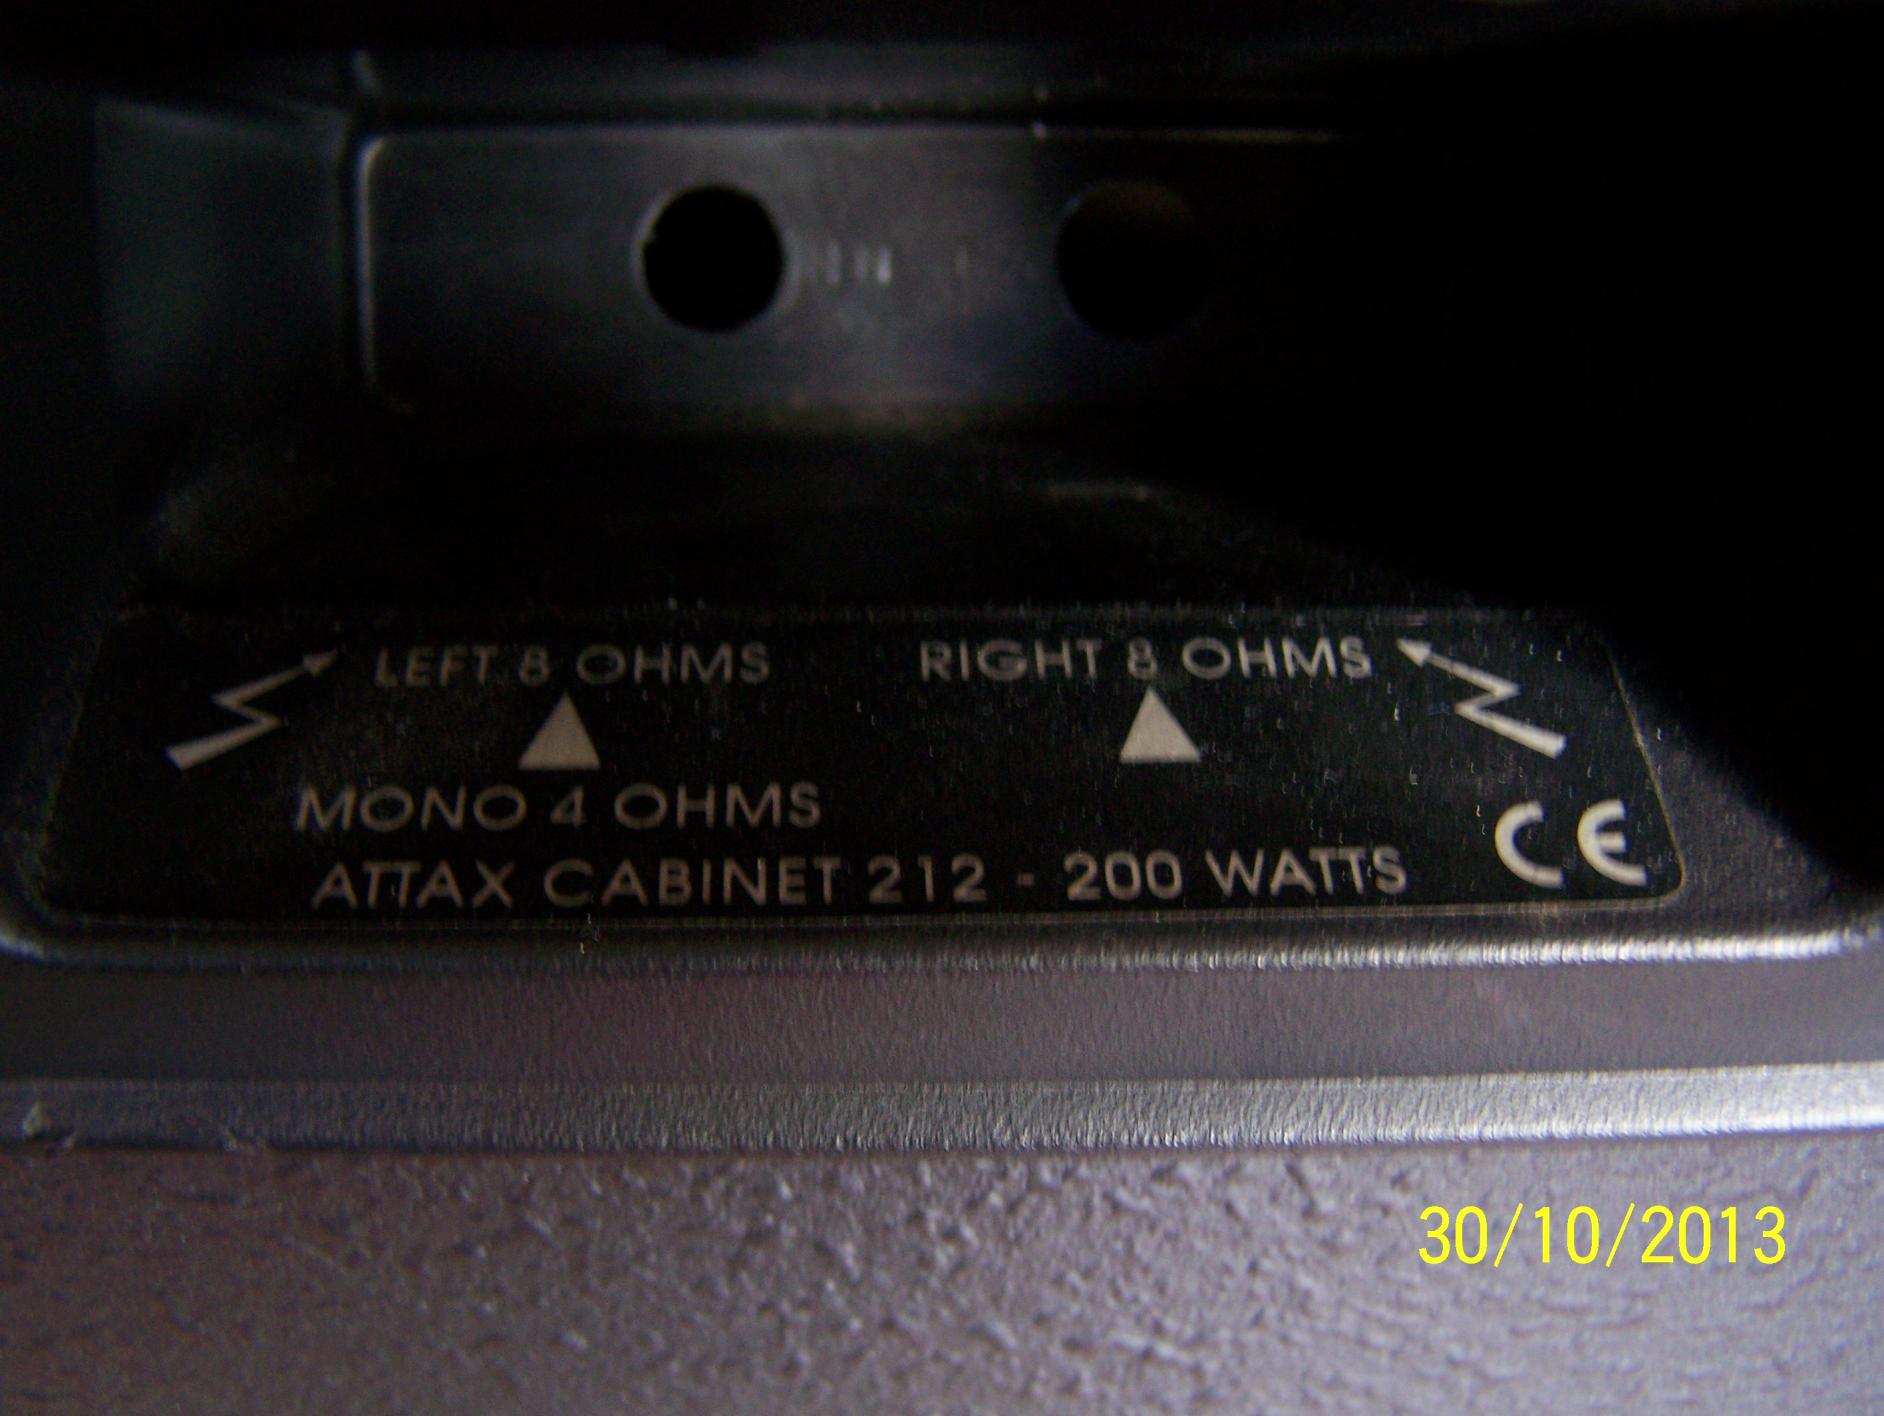 LEFT 8 OHMS RIGHT 8 OHMS
MONO 4 OHMS
ATTAX CABINET 212 - 200 WATTS
CE
30/10/2013